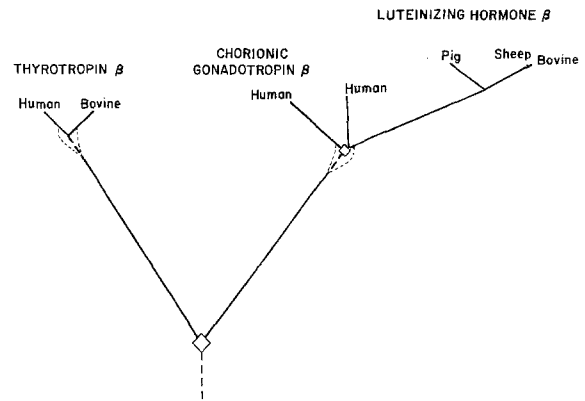 LUTEINIZING HORMONE β
THYROTROPIN β
CHORIONIC
GONADOTROPIN β
Pig
Sheep
Bovine
Human
Bovine
Human
Human